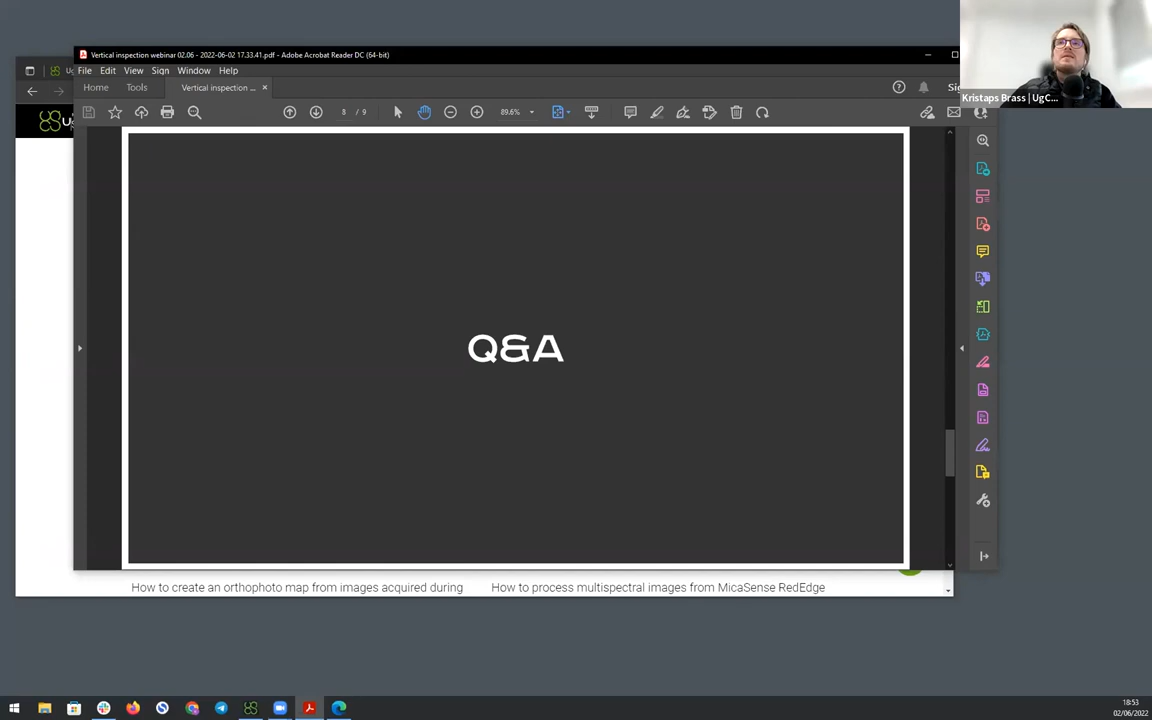 Vertical inspection webinar 02.06 - 2022-06-02 17.33.41.pdf - Adobe Acrobat Reader DC (64-bit)
File Edit View Sign Window Help
Home Tools Vertical inspection ... ×
8 / 9 89.6%
Kristaps Brass | UgC...
Q&A
How to create an orthophoto map from images acquired during
How to process multispectral images from MicaSense RedEdge
18:53
02/06/2022